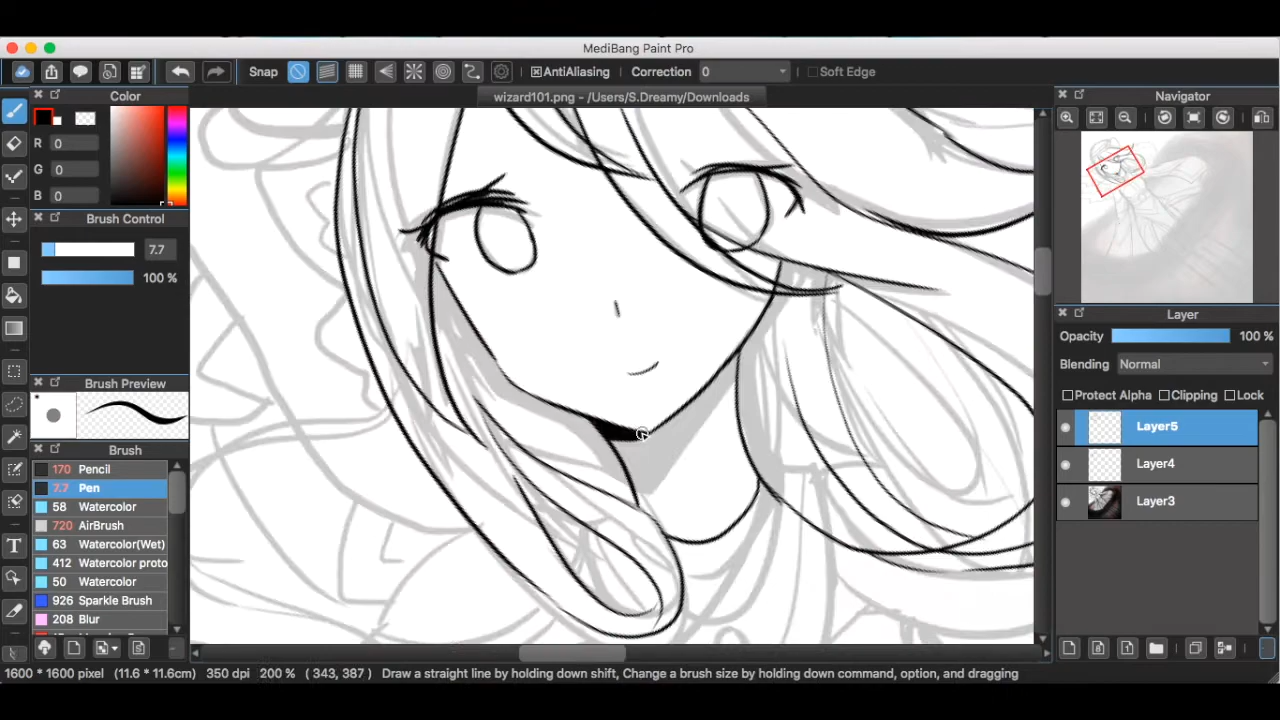 MediBang Paint Pro
Snap
AntiAliasing
Correction 0
Soft Edge
Color
wizard101.png - /Users/S.Dreamy/Downloads
Navigator
R 0
G 0
B 0
Brush Control
7.7
100 %
Brush Preview
Brush
170 Pencil
7.7 Pen
58 Watercolor
720 AirBrush
63 Watercolor(Wet)
412 Watercolor proto
50 Watercolor
926 Sparkle Brush
208 Blur
T
Layer
Opacity 100 %
Blending Normal
Protect Alpha Clipping Lock
Layer5
Layer4
Layer3
1600 * 1600 pixel (11.6 * 11.6cm) 350 dpi 200 % ( 343, 387 ) Draw a straight line by holding down shift, Change a brush size by holding down command, option, and dragging